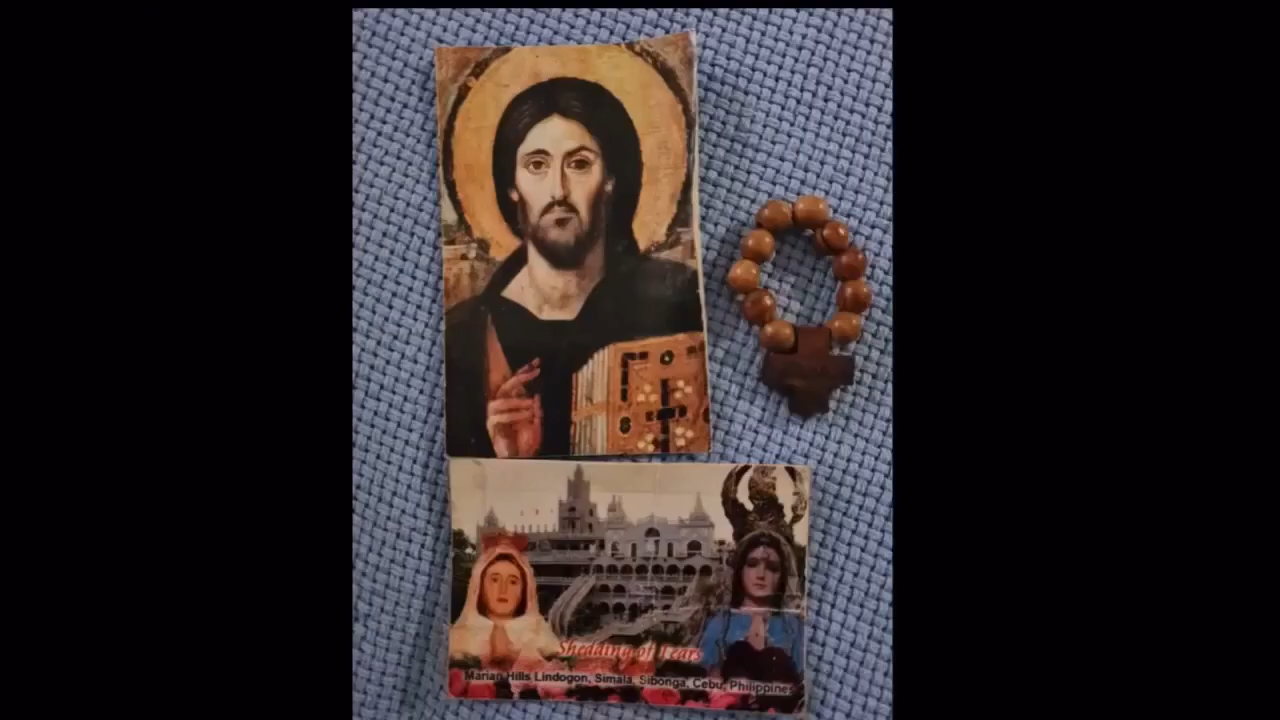 Shedding of Tears
Marian Hills Lindogon, Simala, Sibonga, Cebu, Philippines